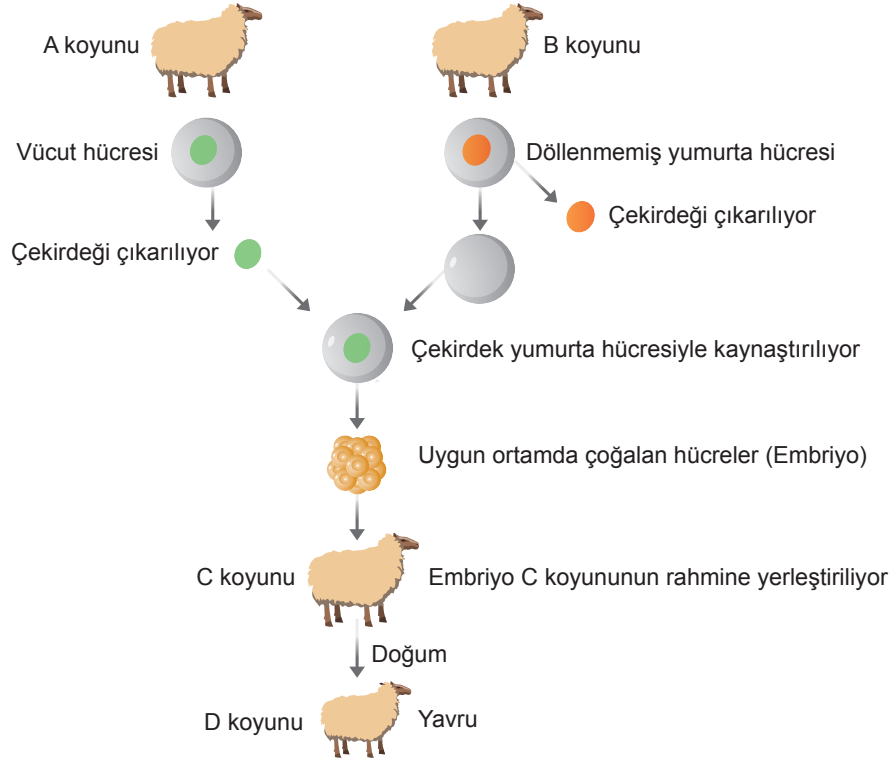 A koyunu
B koyunu
Vücut hücresi
Döllenmemiş yumurta hücresi
Çekirdeği çıkarılıyor
Çekirdeği çıkarılıyor
Çekirdek yumurta hücresiyle kaynaştırılıyor
Uygun ortamda çoğalan hücreler (Embriyo)
C koyunu
Embriyo C koyununun rahmine yerleştiriliyor
Doğum
D koyunu
Yavru